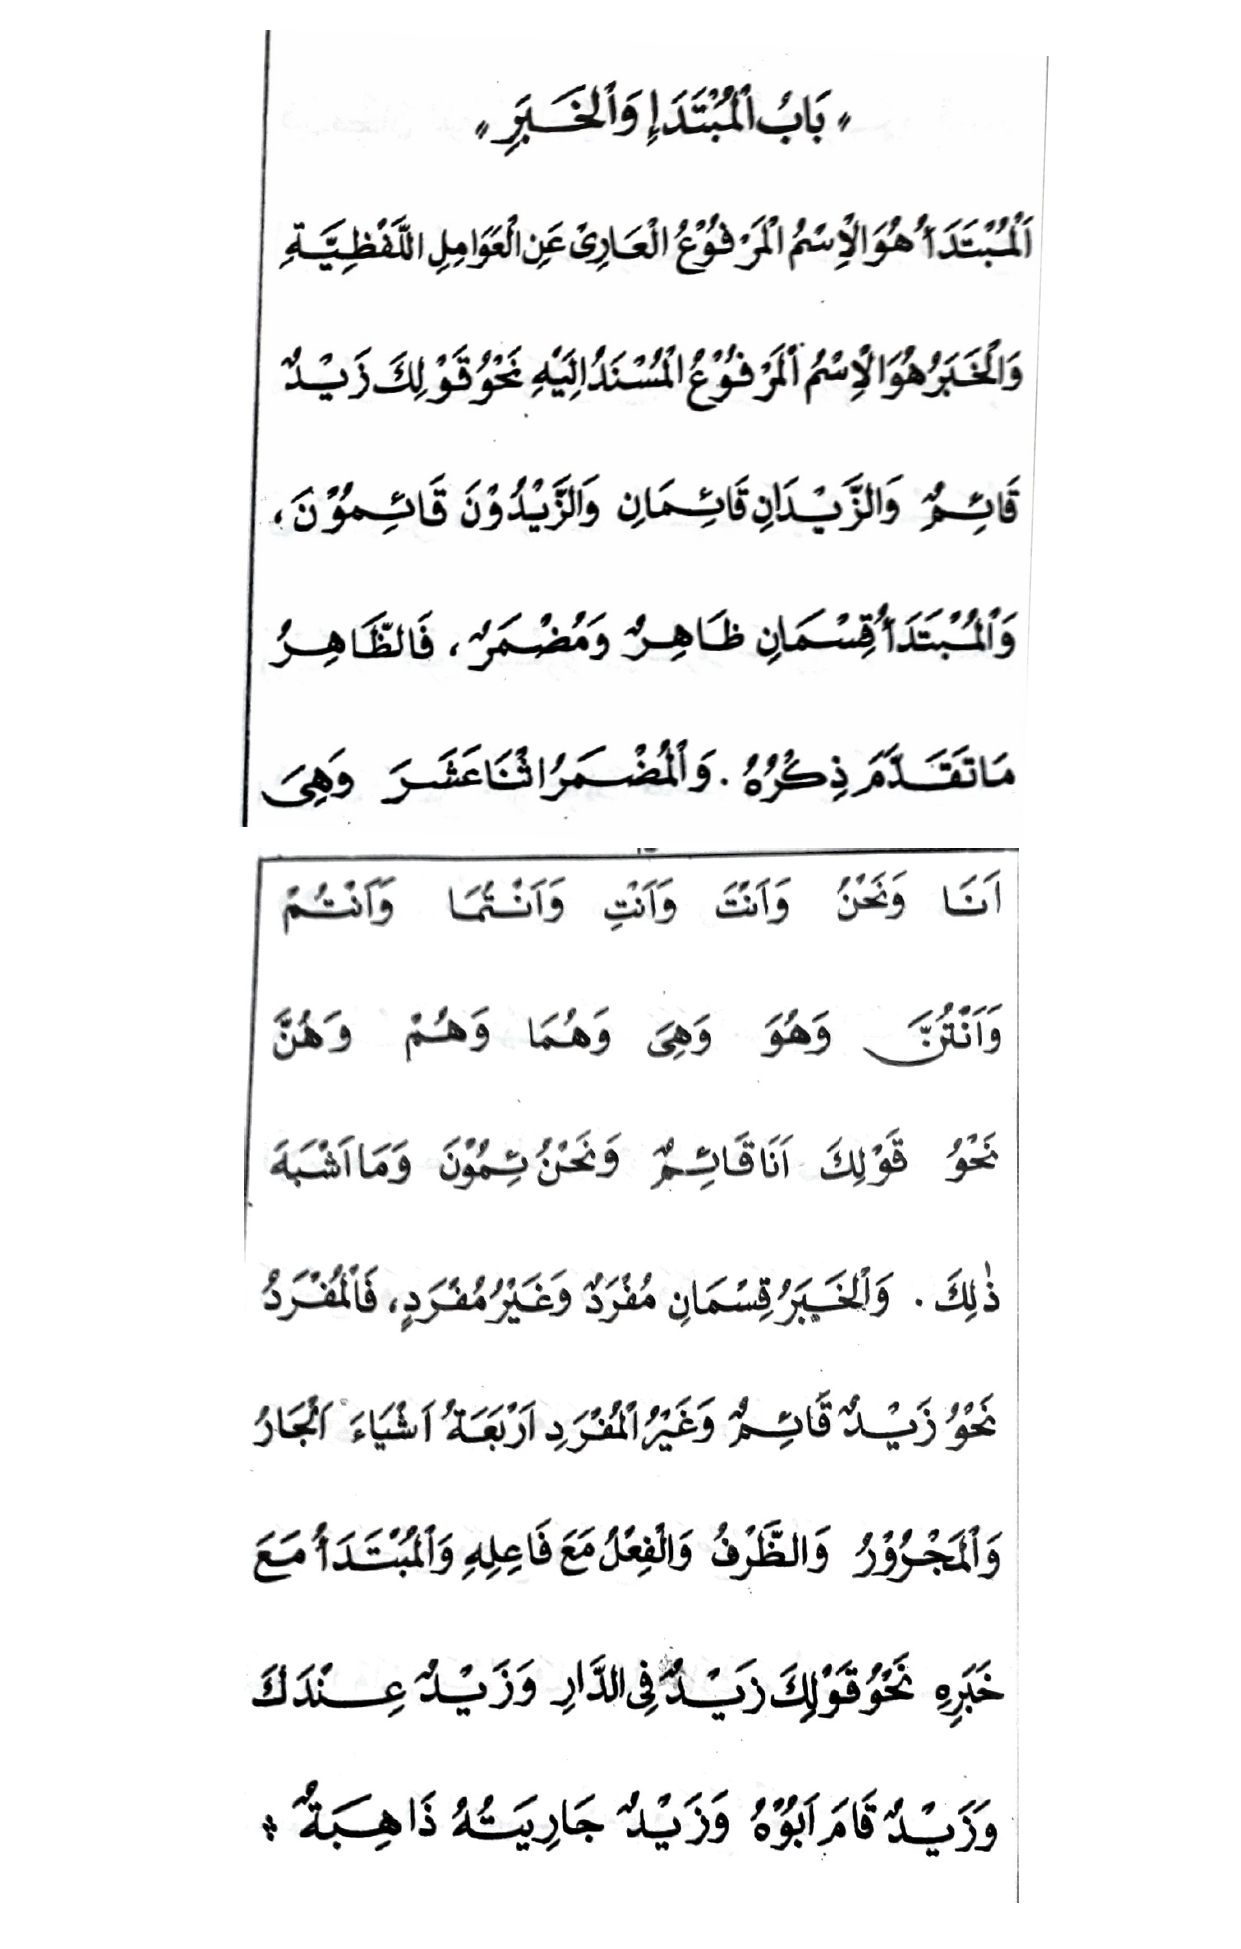 ﴿ بَابُ الْمُبْتَدَإِ وَالْخَبَرِ ﴾
اَلْمُبْتَدَأُ هُوَ الْاِسْمُ الْمَرْفُوْعُ الْعَارِىْ عَنِ الْعَوَامِلِ اللَّفْظِيَّةِ
وَالْخَبَرُ هُوَ الْاِسْمُ الْمَرْفُوْعُ الْمُسْنَدُ اِلَيْهِ نَحْوُ قَوْلِكَ زَيْدٌ
قَائِمٌ وَالزَّيْدَانِ قَائِمَانِ وَالزَّيْدُوْنَ قَائِمُوْنَ ،
وَالْمُبْتَدَأُ قِسْمَانِ ظَاهِرٌ وَمُضْمَرٌ ، فَالظَّاهِرُ
مَاتَقَدَّمَ ذِكْرُهُ . وَالْمُضْمَرُ اثْنَا عَشَرَ وَهِىَ
اَنَا وَنَحْنُ وَاَنْتَ وَاَنْتِ وَاَنْتُمَا وَاَنْتُمْ
وَاَنْتُنَّ وَهُوَ وَهِىَ وَهُمَا وَهُمْ وَهُنَّ
نَحْوُ قَوْلِكَ اَنَا قَائِمٌ وَنَحْنُ ئِمُوْنَ وَمَا اَشْبَهَ
ذٰلِكَ . وَالْخَبَرُ قِسْمَانِ مُفْرَدٌ وَغَيْرُ مُفْرَدٍ ، فَالْمُفْرَدُ
نَحْوُ زَيْدٌ قَائِمٌ وَغَيْرُ الْمُفْرَدِ اَرْبَعَةُ اَشْيَاءَ اَلْجَارُ
وَالْمَجْرُوْرُ وَالظَّرْفُ وَالْفِعْلُ مَعَ فَاعِلِهِ وَالْمُبْتَدَأُ مَعَ
خَبَرِهِ نَحْوُ قَوْلِكَ زَيْدٌ فِى الدَّارِ وَزَيْدٌ عِنْدَكَ
وَزَيْدٌ قَامَ اَبُوْهُ وَزَيْدٌ جَارِيَتُهُ ذَاهِبَةٌ *